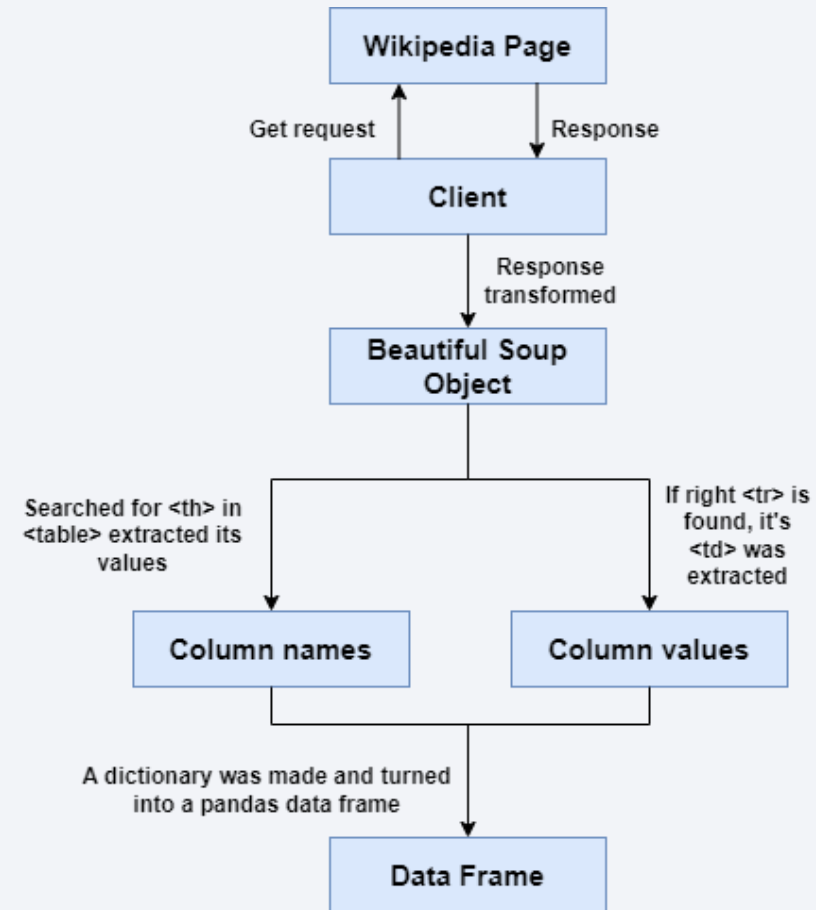 Wikipedia Page
Get request
Response
Client
Response
transformed
Beautiful Soup
Object
Searched for <th> in
<table> extracted its
values
If right <tr> is
found, it's
<td> was
extracted
Column names
Column values
A dictionary was made and turned
into a pandas data frame
Data Frame